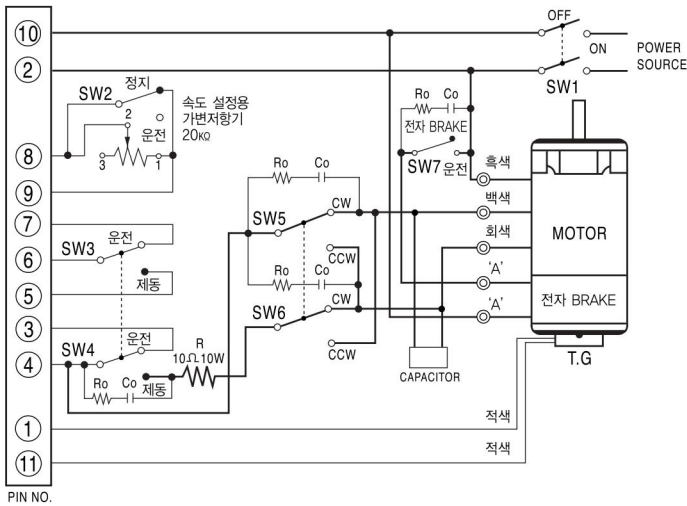 OFF
⑩
ON
POWER
SOURCE
②
SW1
정지
SW2
속도 설정용
가변저항기
20KΩ
2
운전
3
1
⑧
⑨
Ro
Co
전자 BRAKE
SW7
운전
흑색
백색
회색
'A'
'A'
MOTOR
전자 BRAKE
T.G
Ro
Co
CW
SW5
CCW
Ro
Co
CW
SW6
CCW
CAPACITOR
⑦
운전
SW3
⑥
제동
⑤
③
운전
SW4
④
R
10Ω 10W
Ro
Co
제동
①
적색
⑪
적색
PIN NO.